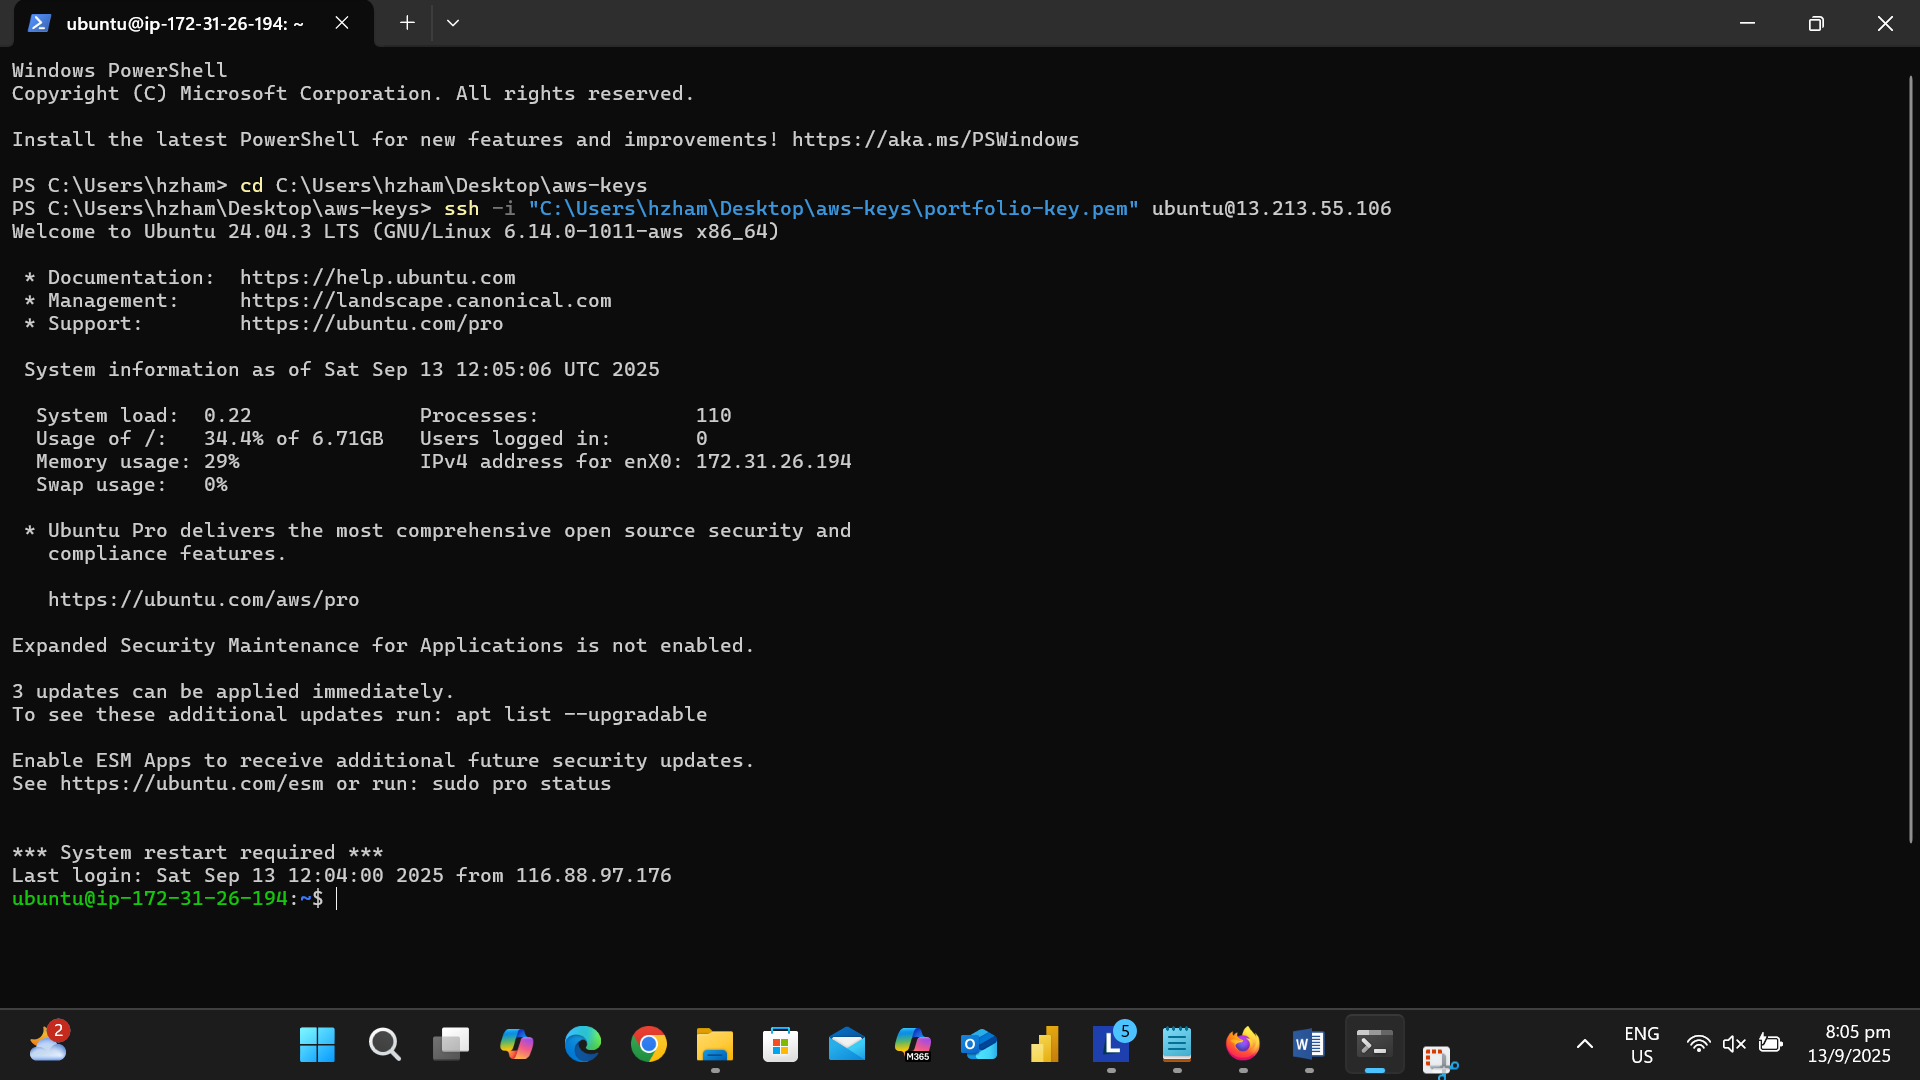 ubuntu@ip-172-31-26-194: ~
Windows PowerShell
Copyright (C) Microsoft Corporation. All rights reserved.
Install the latest PowerShell for new features and improvements! https://aka.ms/PSWindows
PS C:\Users\hzham> cd C:\Users\hzham\Desktop\aws-keys
PS C:\Users\hzham\Desktop\aws-keys> ssh -i "C:\Users\hzham\Desktop\aws-keys\portfolio-key.pem" ubuntu@13.213.55.106
Welcome to Ubuntu 24.04.3 LTS (GNU/Linux 6.14.0-1011-aws x86_64)
* Documentation:  https://help.ubuntu.com
* Management:     https://landscape.canonical.com
* Support:        https://ubuntu.com/pro
System information as of Sat Sep 13 12:05:06 UTC 2025
System load:  0.22              Processes:             110
Usage of /:   34.4% of 6.71GB   Users logged in:       0
Memory usage: 29%               IPv4 address for enX0: 172.31.26.194
Swap usage:   0%
* Ubuntu Pro delivers the most comprehensive open source security and
compliance features.
https://ubuntu.com/aws/pro
Expanded Security Maintenance for Applications is not enabled.
3 updates can be applied immediately.
To see these additional updates run: apt list --upgradable
Enable ESM Apps to receive additional future security updates.
See https://ubuntu.com/esm or run: sudo pro status
*** System restart required ***
Last login: Sat Sep 13 12:04:00 2025 from 116.88.97.176
ubuntu@ip-172-31-26-194:~$
2
M365
O
L
5
W
ENG
US
8:05 pm
13/9/2025